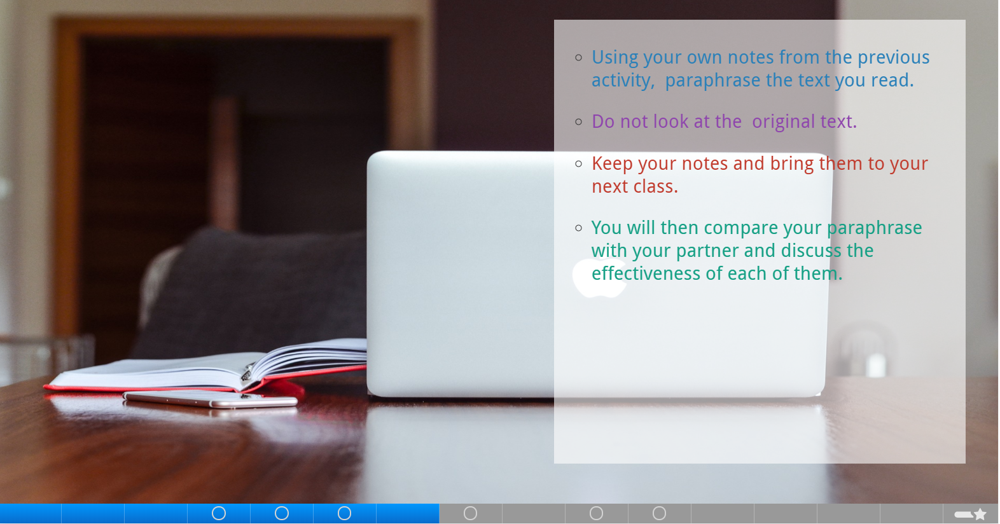 Using your own notes from the previous
activity,  paraphrase the text you read.
Do not look at the  original text.
Keep your notes and bring them to your
next class.
You will then compare your paraphrase
with your partner and discuss the
effectiveness of each of them.